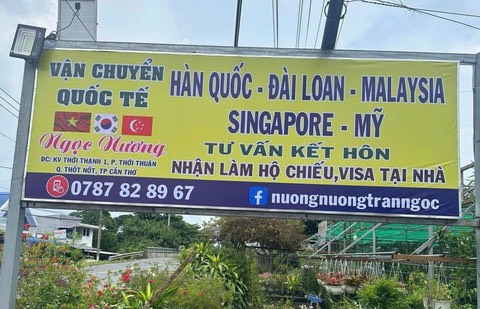 VẬN CHUYỂN
QUỐC TẾ
Ngọc Nương
ĐC: KV THỚI THẠNH 1, P. THỚI THUẬN
Q. THỐT NỐT, TP CẦN THƠ
HÀN QUỐC - ĐÀI LOAN - MALAYSIA
SINGAPORE - MỸ
TƯ VẤN KẾT HÔN
NHẬN LÀM HỘ CHIẾU,VISA TẠI NHÀ
0787 82 89 67
nuongnuongtranngoc